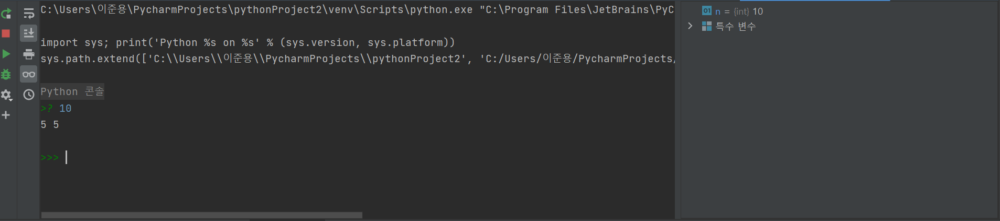 C:\Users\이준용\PycharmProjects\pythonProject2\venv\Scripts\python.exe "C:\Program Files\JetBrains\PyC
import sys; print('Python %s on %s' % (sys.version, sys.platform))
sys.path.extend(['C:\\Users\\이준용\\PycharmProjects\\pythonProject2', 'C:/Users/이준용/PycharmProjects/
Python 콘솔
>? 10
5 5
>>>
01 n = {int} 10
특수 변수